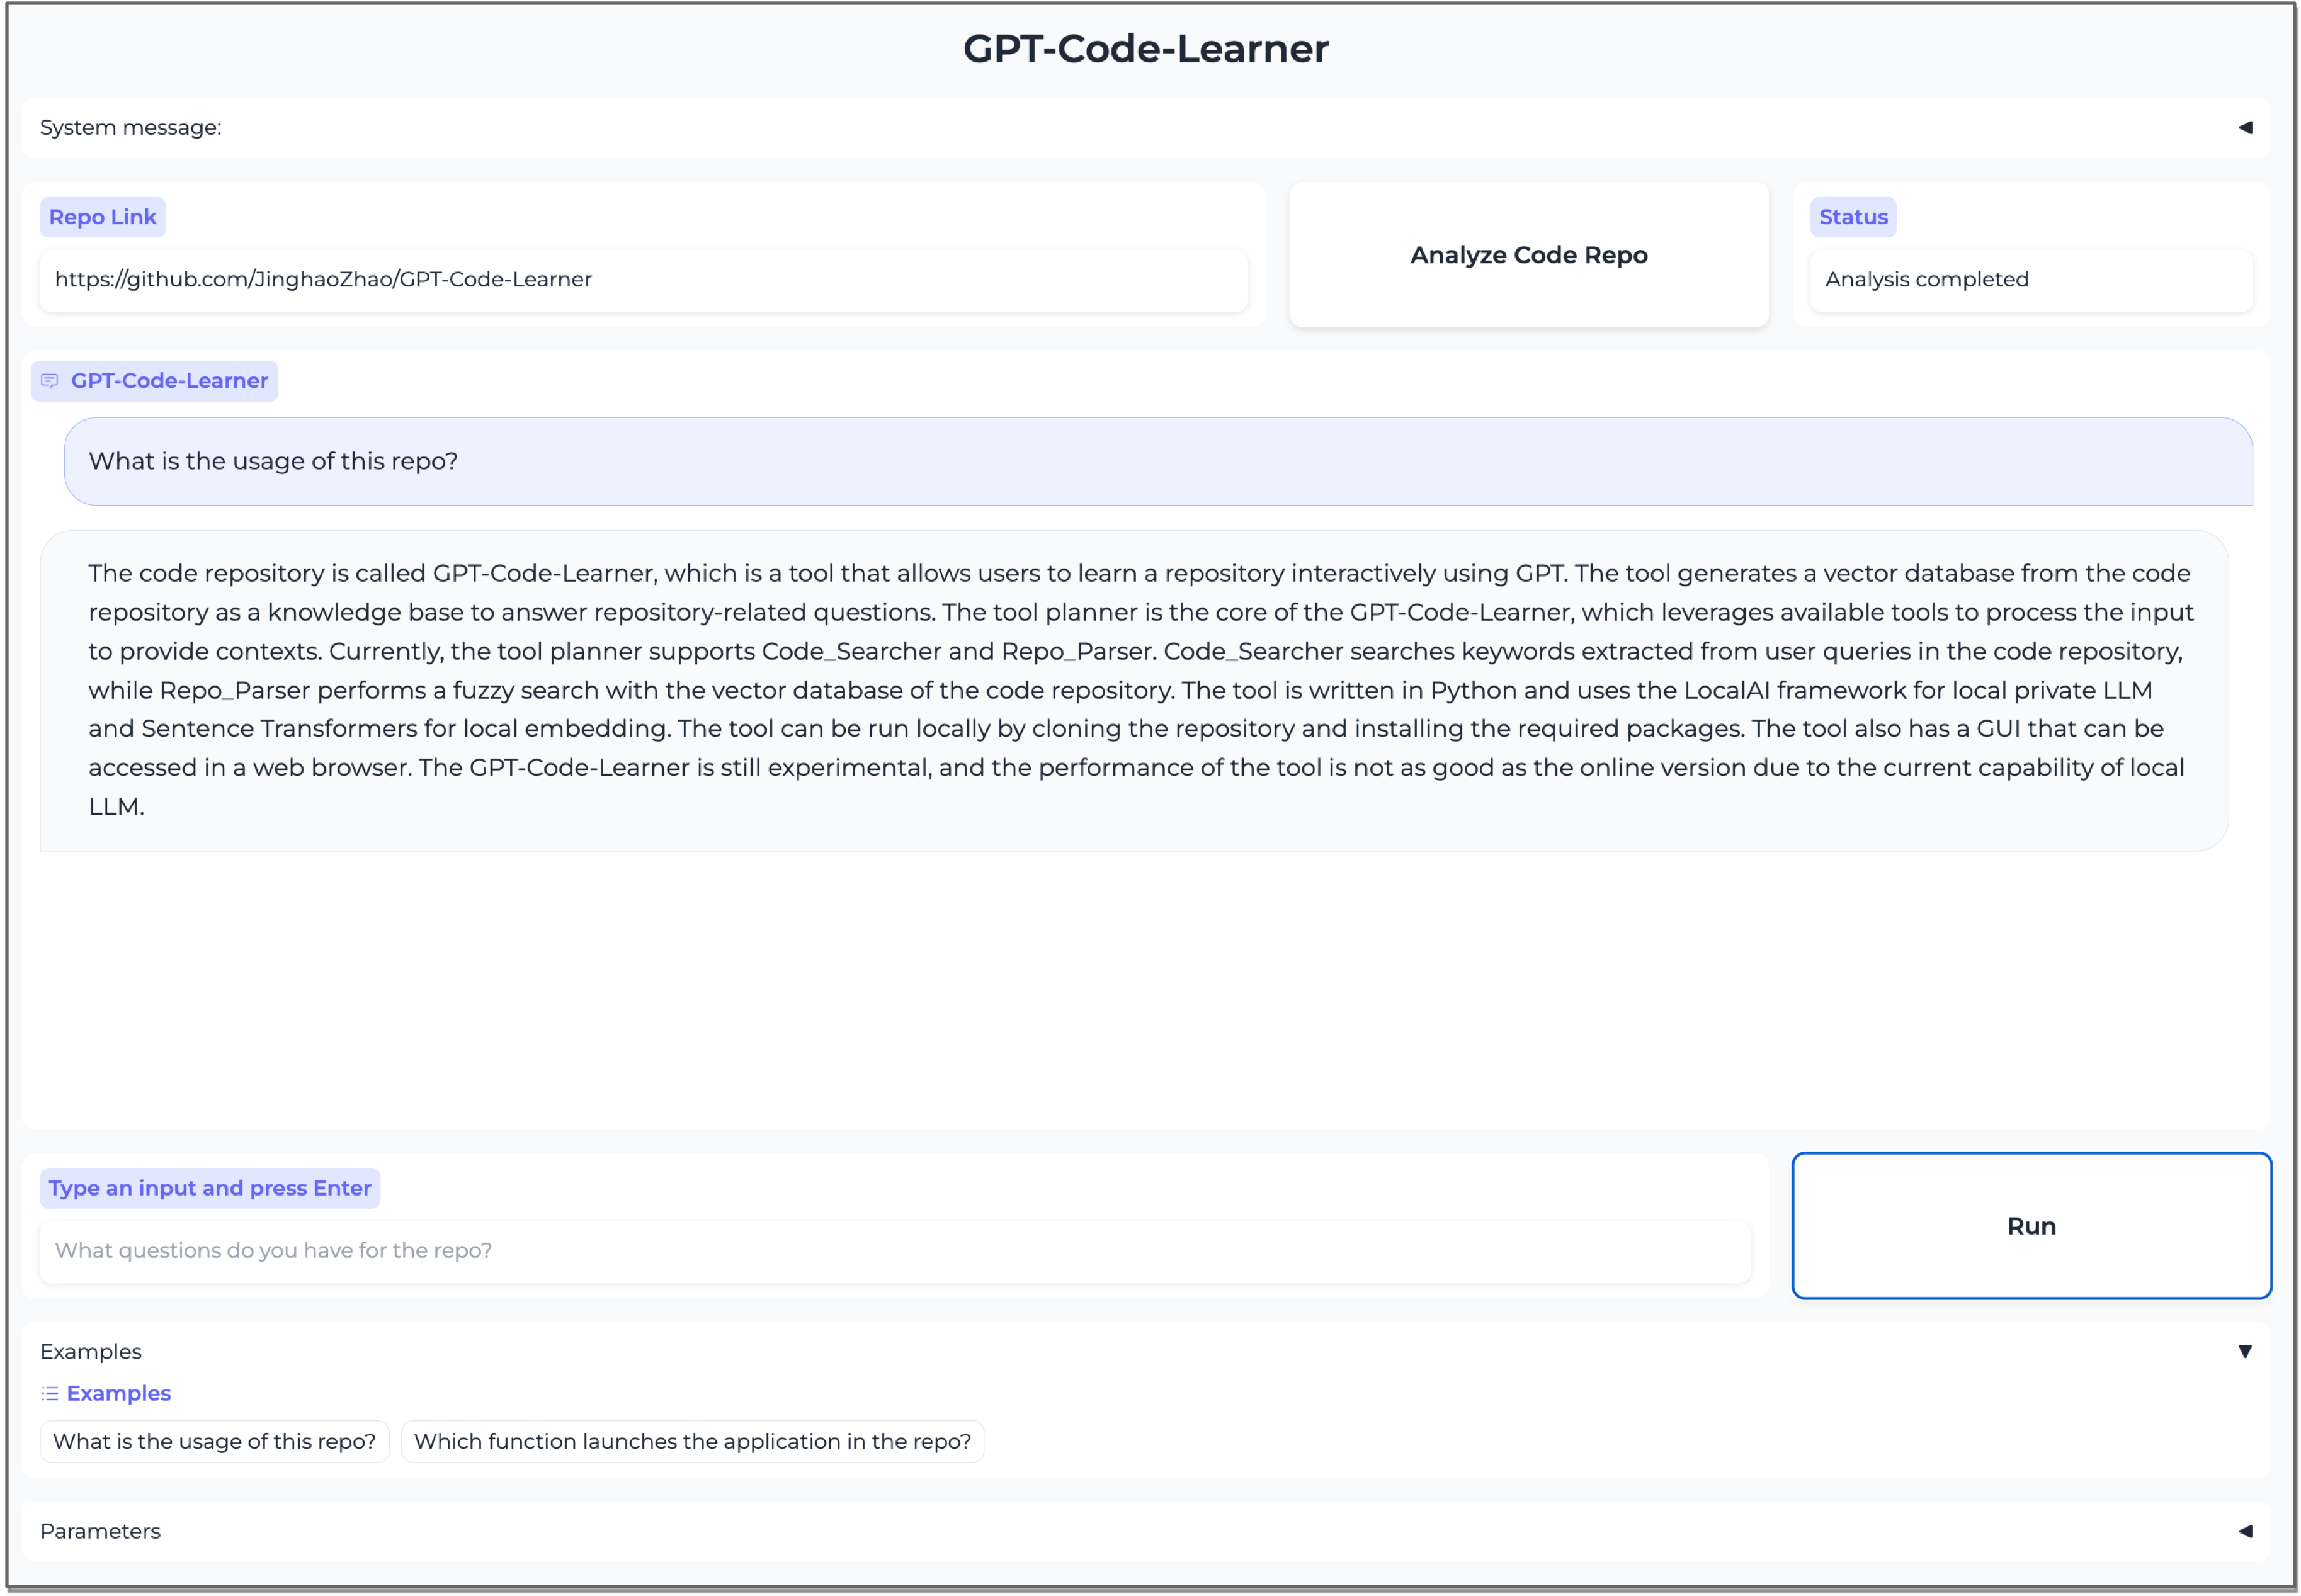 GPT-Code-Learner
System message:
Repo Link
https://github.com/JinghaoZhao/GPT-Code-Learner
Analyze Code Repo
Status
Analysis completed
GPT-Code-Learner
What is the usage of this repo?
The code repository is called GPT-Code-Learner, which is a tool that allows users to learn a repository interactively using GPT. The tool generates a vector database from the code
repository as a knowledge base to answer repository-related questions. The tool planner is the core of the GPT-Code-Learner, which leverages available tools to process the input
to provide contexts. Currently, the tool planner supports Code_Searcher and Repo_Parser. Code_Searcher searches keywords extracted from user queries in the code repository,
while Repo_Parser performs a fuzzy search with the vector database of the code repository. The tool is written in Python and uses the LocalAI framework for local private LLM
and Sentence Transformers for local embedding. The tool can be run locally by cloning the repository and installing the required packages. The tool also has a GUI that can be
accessed in a web browser. The GPT-Code-Learner is still experimental, and the performance of the tool is not as good as the online version due to the current capability of local
LLM.
Type an input and press Enter
What questions do you have for the repo?
Run
Examples
Examples
What is the usage of this repo?
Which function launches the application in the repo?
Parameters